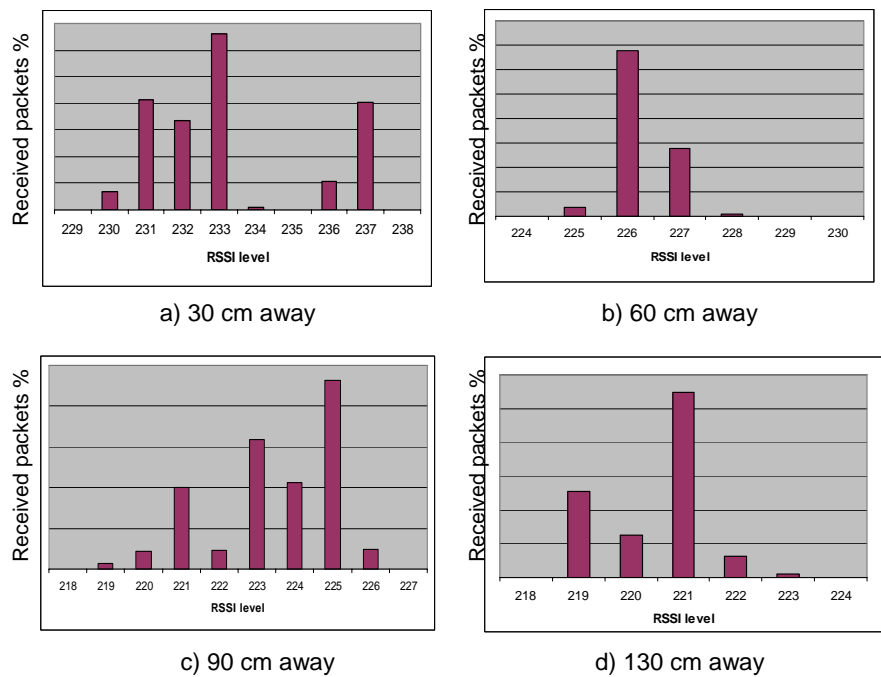 Received packets %
229 230 231 232 233 234 235 236 237 238
RSSI level
a) 30 cm away
Received packets %
224 225 226 227 228 229 230
RSSI level
b) 60 cm away
Received packets %
218 219 220 221 222 223 224 225 226 227
RSSI level
c) 90 cm away
Received packets %
218 219 220 221 222 223 224
RSSI level
d) 130 cm away